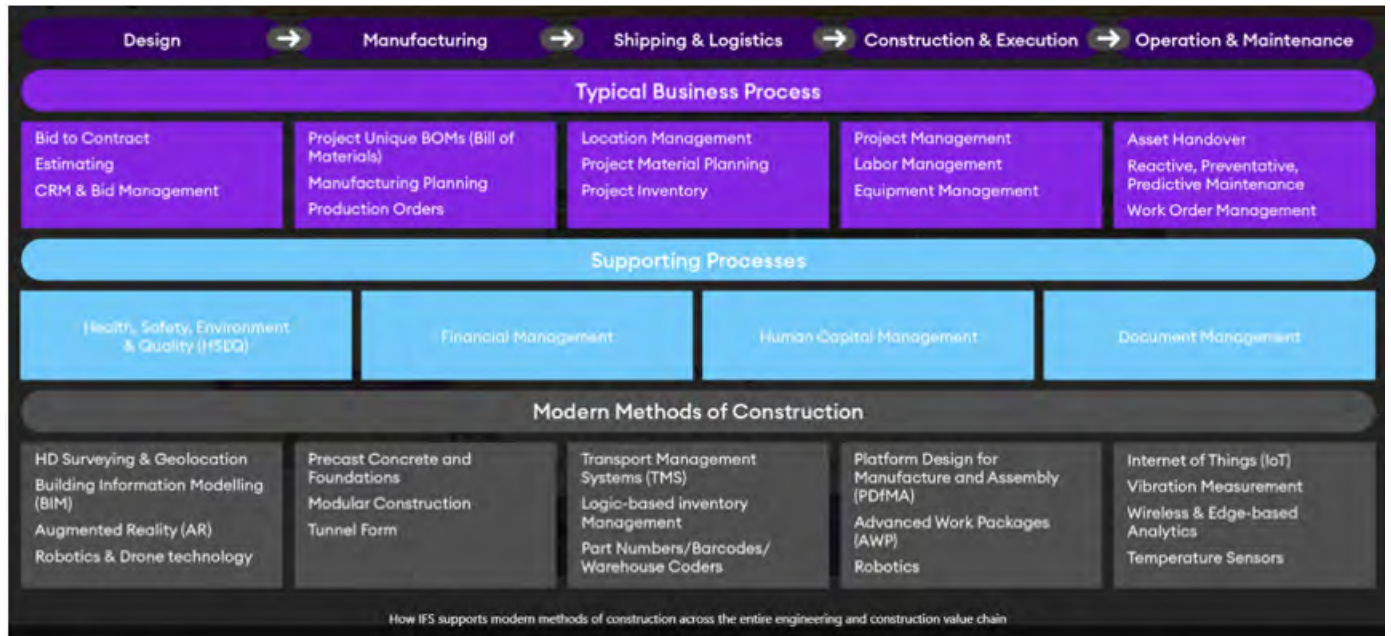 Design → Manufacturing → Shipping & Logistics → Construction & Execution → Operation & Maintenance
Typical Business Process
Bid to Contract
Estimating
CRM & Bid Management
Project Unique BOMs (Bill of
Materials)
Manufacturing Planning
Production Orders
Location Management
Project Material Planning
Project Inventory
Project Management
Labor Management
Equipment Management
Asset Handover
Reactive, Preventative,
Predictive Maintenance
Work Order Management
Supporting Processes
Health, Safety, Environment
& Quality (HSEQ)
Financial Management
Human Capital Management
Document Management
Modern Methods of Construction
HD Surveying & Geolocation
Building Information Modelling
(BIM)
Augmented Reality (AR)
Robotics & Drone technology
Precast Concrete and
Foundations
Modular Construction
Tunnel Form
Transport Management
Systems (TMS)
Logic-based inventory
Management
Part Numbers/Barcodes/
Warehouse Coders
Platform Design for
Manufacture and Assembly
(PDfMA)
Advanced Work Packages
(AWP)
Robotics
Internet of Things (IoT)
Vibration Measurement
Wireless & Edge-based
Analytics
Temperature Sensors
How IFS supports modern methods of construction across the entire engineering and construction value chain